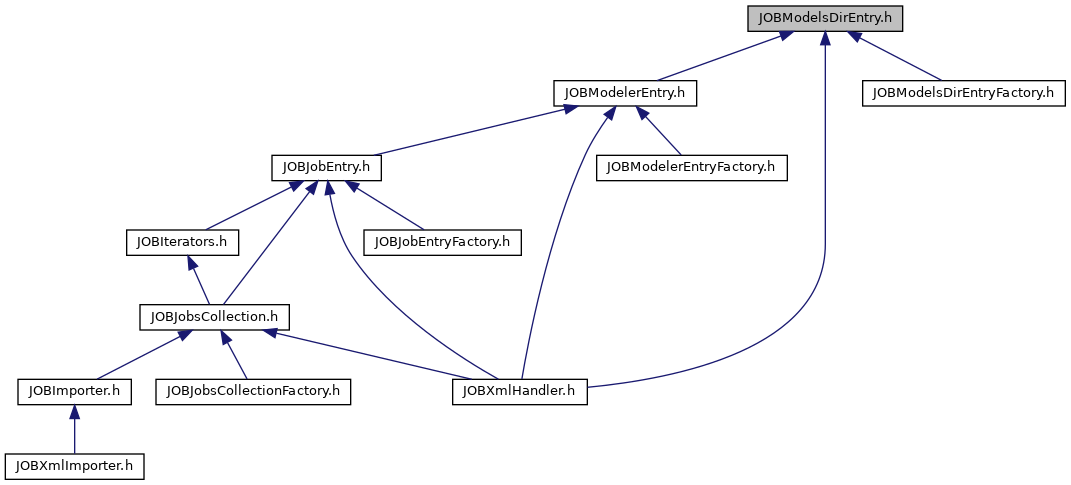 JOBModelsDirEntry.h
JOBModelerEntry.h
JOBModelsDirEntryFactory.h
JOBJobEntry.h
JOBModelerEntryFactory.h
JOBIterators.h
JOBJobEntryFactory.h
JOBJobsCollection.h
JOBImporter.h
JOBJobsCollectionFactory.h
JOBXmlHandler.h
JOBXmlImporter.h